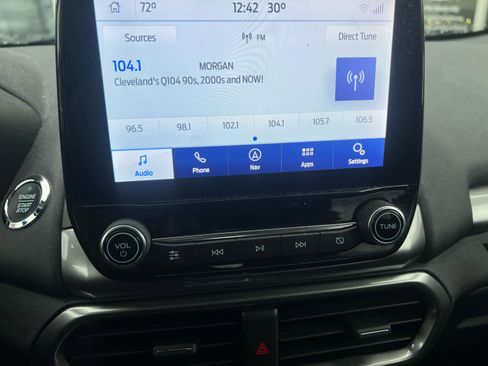 72° 12:42 30°
Sources FM Direct Tune
104.1 MORGAN
Cleveland's Q104 90s, 2000s and NOW!
96.5 98.1 102.1 104.1 105.7 106.5
Audio Phone Nav Apps Settings
ENGINE
START
STOP
VOL
TUNE